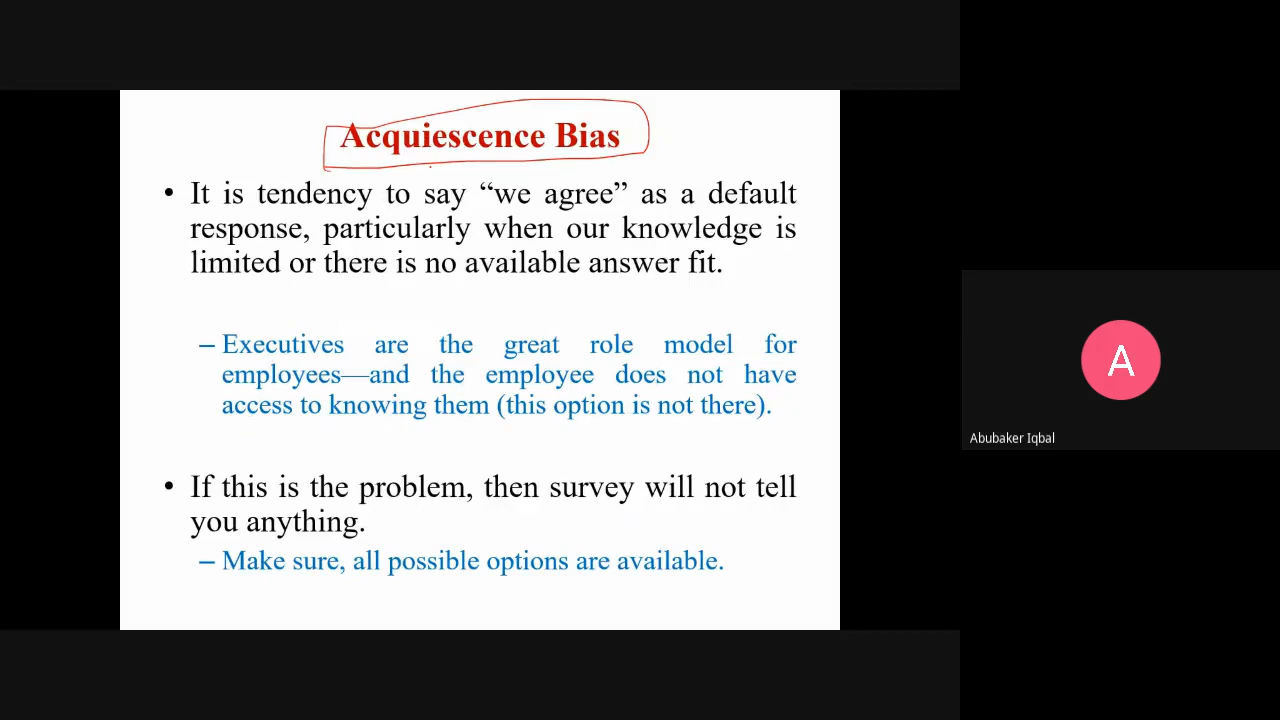 Acquiescence Bias
• It is tendency to say “we agree” as a default
response, particularly when our knowledge is
limited or there is no available answer fit.
– Executives are the great role model for
employees—and the employee does not have
access to knowing them (this option is not there).
• If this is the problem, then survey will not tell
you anything.
– Make sure, all possible options are available.
A
Abubaker Iqbal